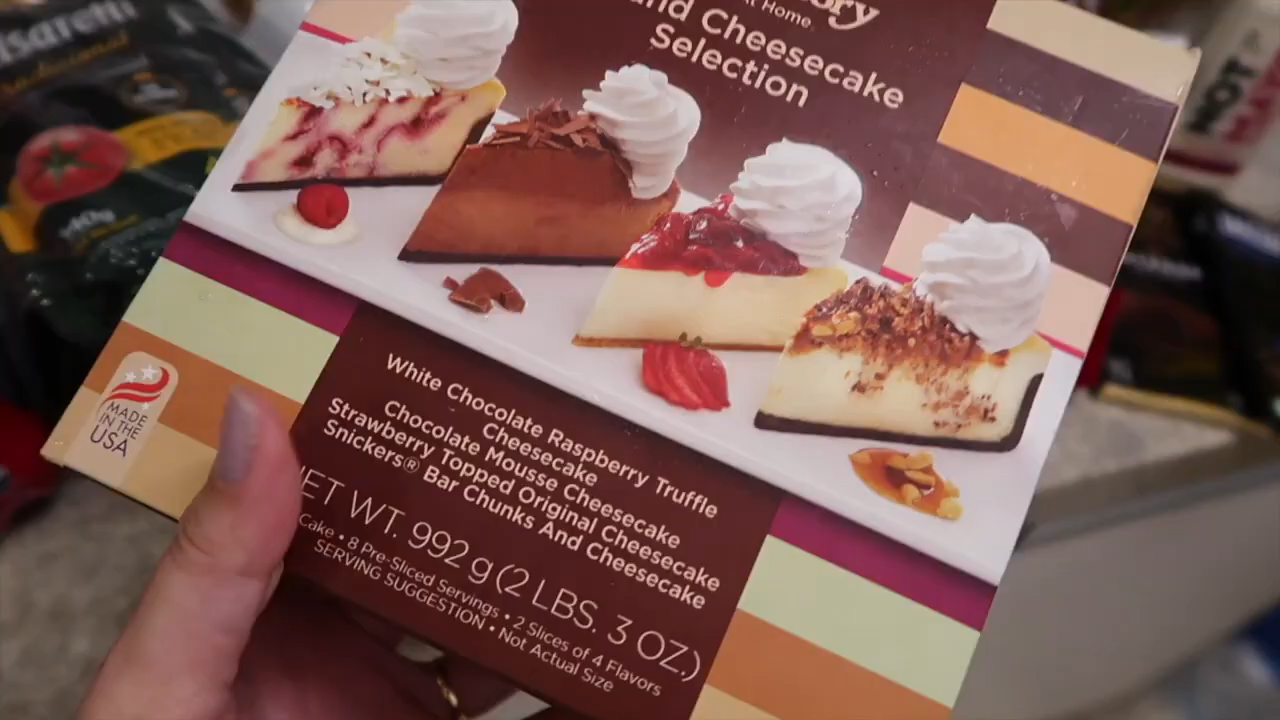 At Home
and Cheesecake
Selection
MADE
IN THE
USA
White Chocolate Raspberry Truffle
Cheesecake
Chocolate Mousse Cheesecake
Strawberry Topped Original Cheesecake
Snickers® Bar Chunks And Cheesecake
NET WT. 992 g (2 LBS. 3 OZ.)
Cake • 8 Pre-Sliced Servings • 2 Slices of 4 Flavors
SERVING SUGGESTION • Not Actual Size